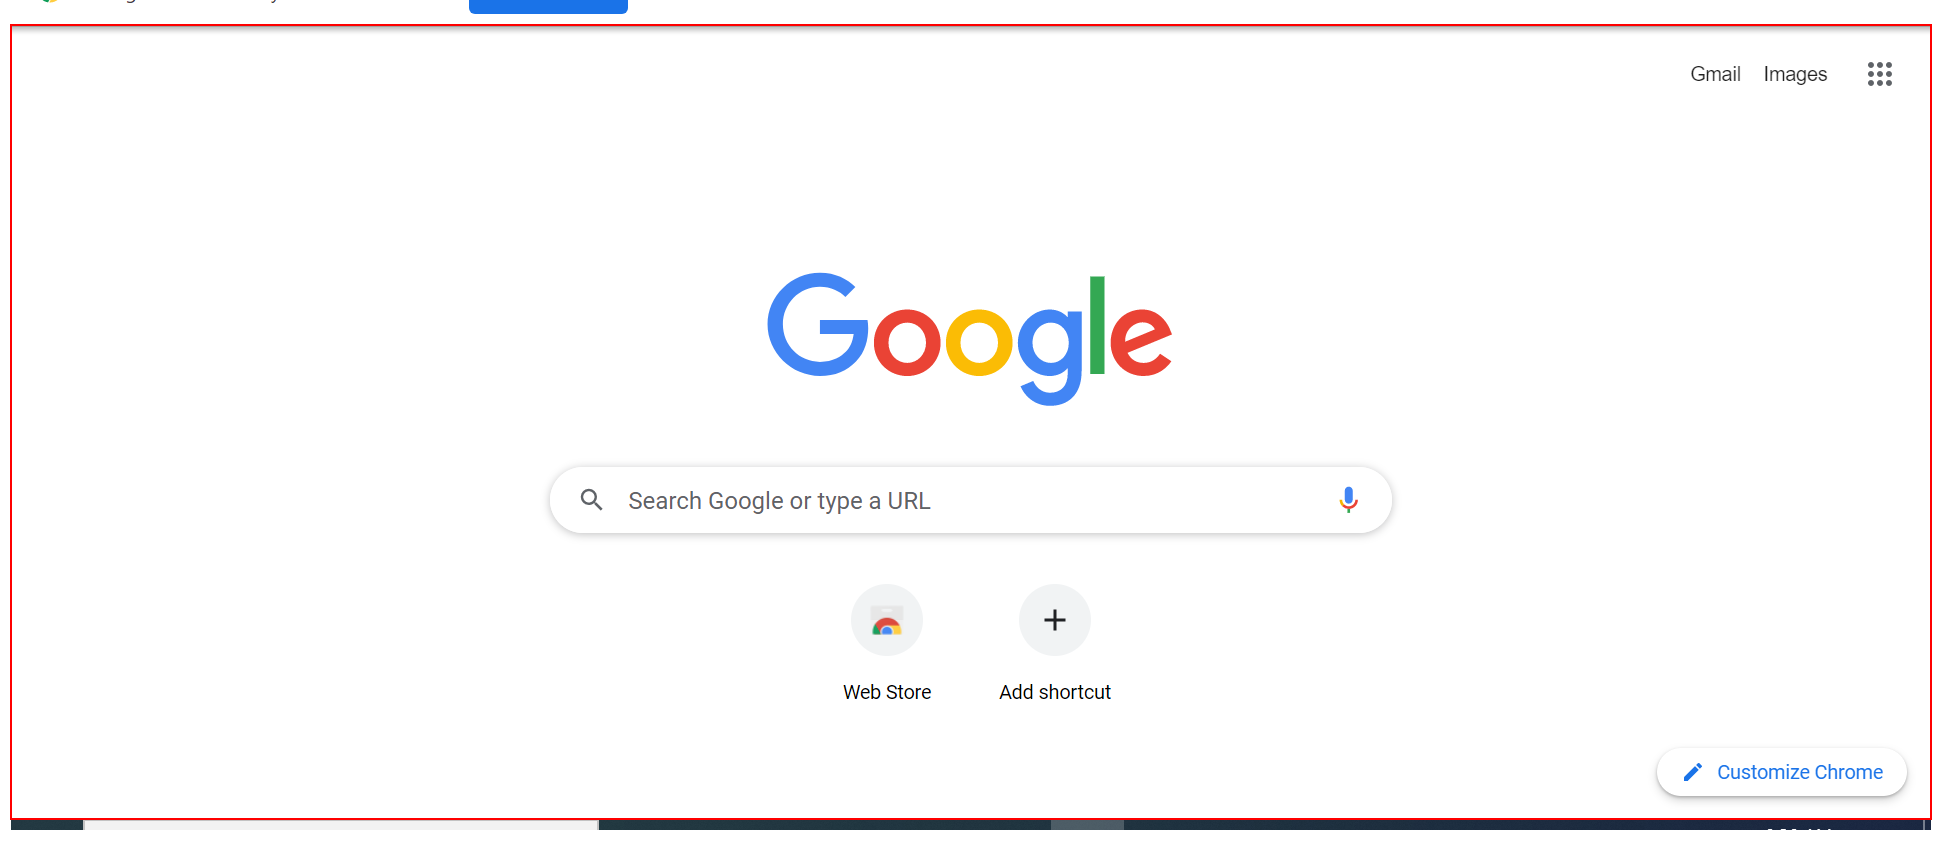 Gmail Images
Google
Search Google or type a URL
Web Store Add shortcut
Customize Chrome